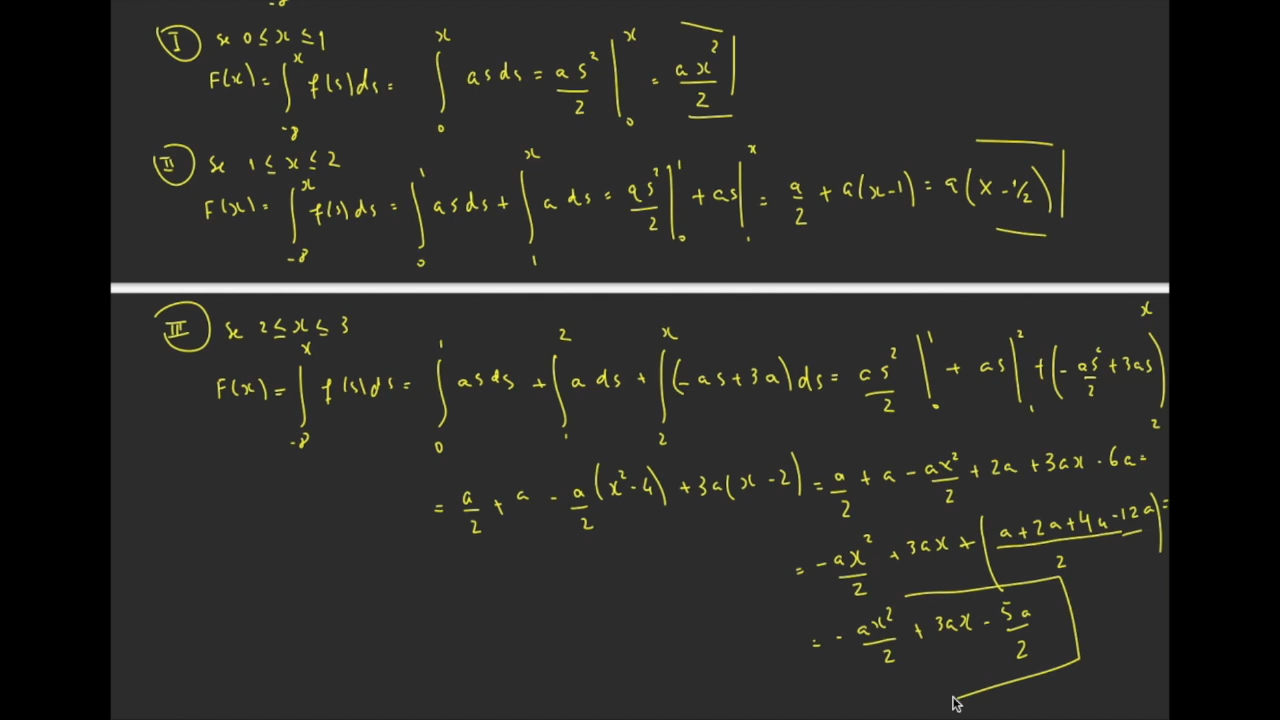 -∞
I se 0 ≤ x ≤ 1
F(x) = ∫_{-∞}^{x} f(s) ds = ∫_{0}^{x} as ds = as²/2 |_{0}^{x} = ax²/2
II se 1 ≤ x ≤ 2
F(x) = ∫_{-∞}^{x} f(s) ds = ∫_{0}^{1} as ds + ∫_{1}^{x} a ds = as²/2 |_{0}^{1} + as |_{1}^{x} = a/2 + a(x-1) = a(x - 1/2)
III se 2 ≤ x ≤ 3
F(x) = ∫_{-∞}^{x} f(s) ds = ∫_{0}^{1} as ds + ∫_{1}^{2} a ds + ∫_{2}^{x} (-as + 3a) ds = as²/2 |_{0}^{1} + as |_{1}^{2} + (-as²/2 + 3as)_{2}^{x}
= a/2 + a - a/2 (x² - 4) + 3a(x - 2) = a/2 + a - ax²/2 + 2a + 3ax - 6a =
= -ax²/2 + 3ax + (a + 2a + 4a - 12a)/2 =
= -ax²/2 + 3ax - 5a/2